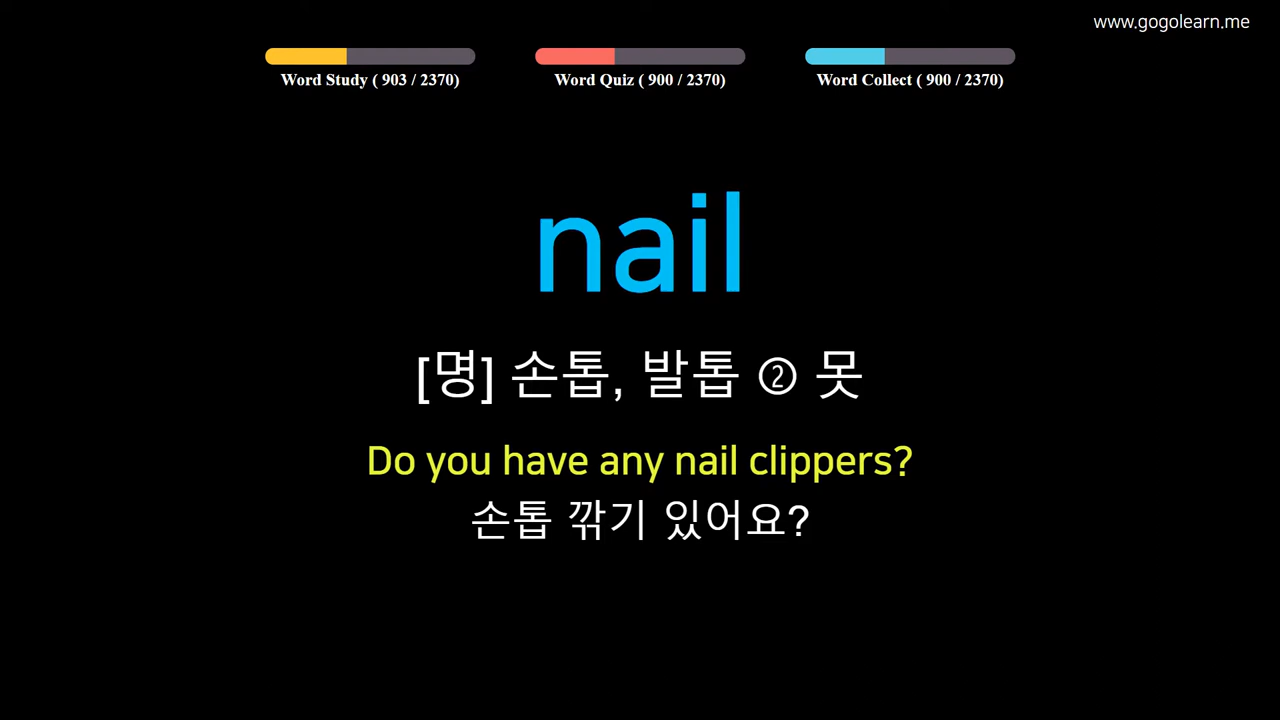 www.gogolearn.me
Word Study ( 903 / 2370)
Word Quiz ( 900 / 2370)
Word Collect ( 900 / 2370)
nail
[명] 손톱, 발톱 ② 못
Do you have any nail clippers?
손톱 깎기 있어요?